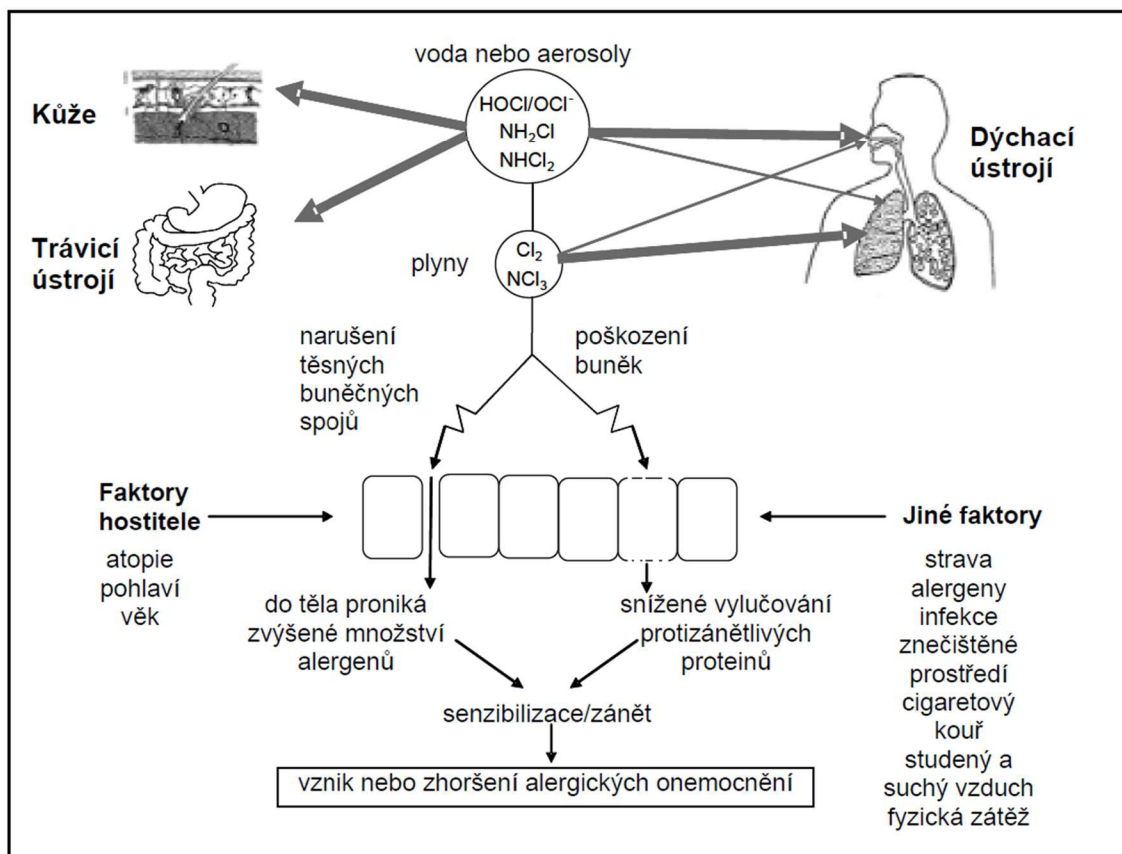 voda nebo aerosoly
HOCl/OCl⁻
NH₂Cl
NHCl₂
Kůže
Dýchací
ústrojí
Trávicí
ústrojí
plyny
Cl₂
NCl₃
narušení
těsných
buněčných
spojů
poškození
buněk
Faktory
hostitele
atopie
pohlaví
věk
Jiné faktory
strava
alergeny
infekce
znečištěné
prostředí
cigaretový
kouř
studený a
suchý vzduch
fyzická zátěž
do těla proniká
zvýšené množství
alergenů
snížené vylučování
protizánětlivých
proteinů
senzibilizace/zánět
vznik nebo zhoršení alergických onemocnění